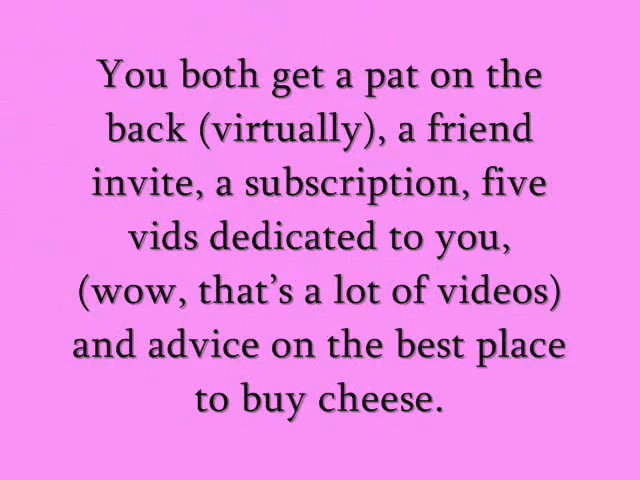 You both get a pat on the
back (virtually), a friend
invite, a subscription, five
vids dedicated to you,
(wow, that’s a lot of videos)
and advice on the best place
to buy cheese.